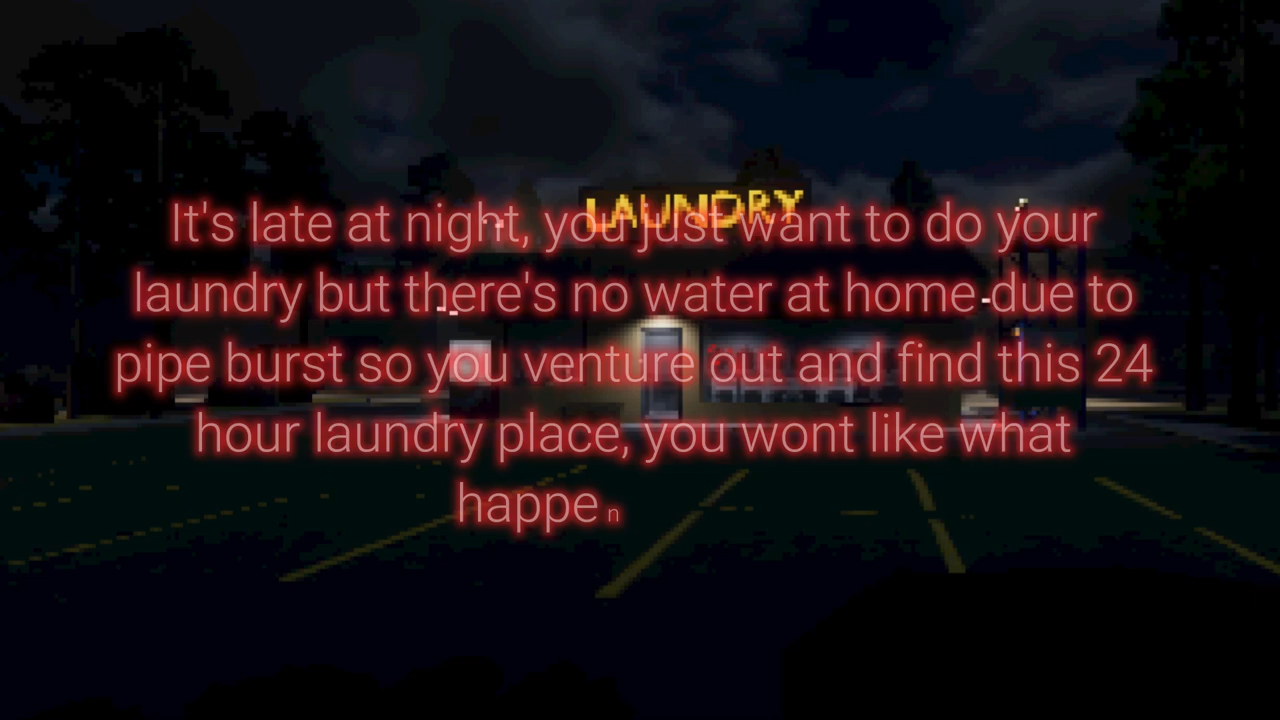 LAUNDRY
It's late at night, you just want to do your
laundry but there's no water at home due to
pipe burst so you venture out and find this 24
hour laundry place, you wont like what
happen